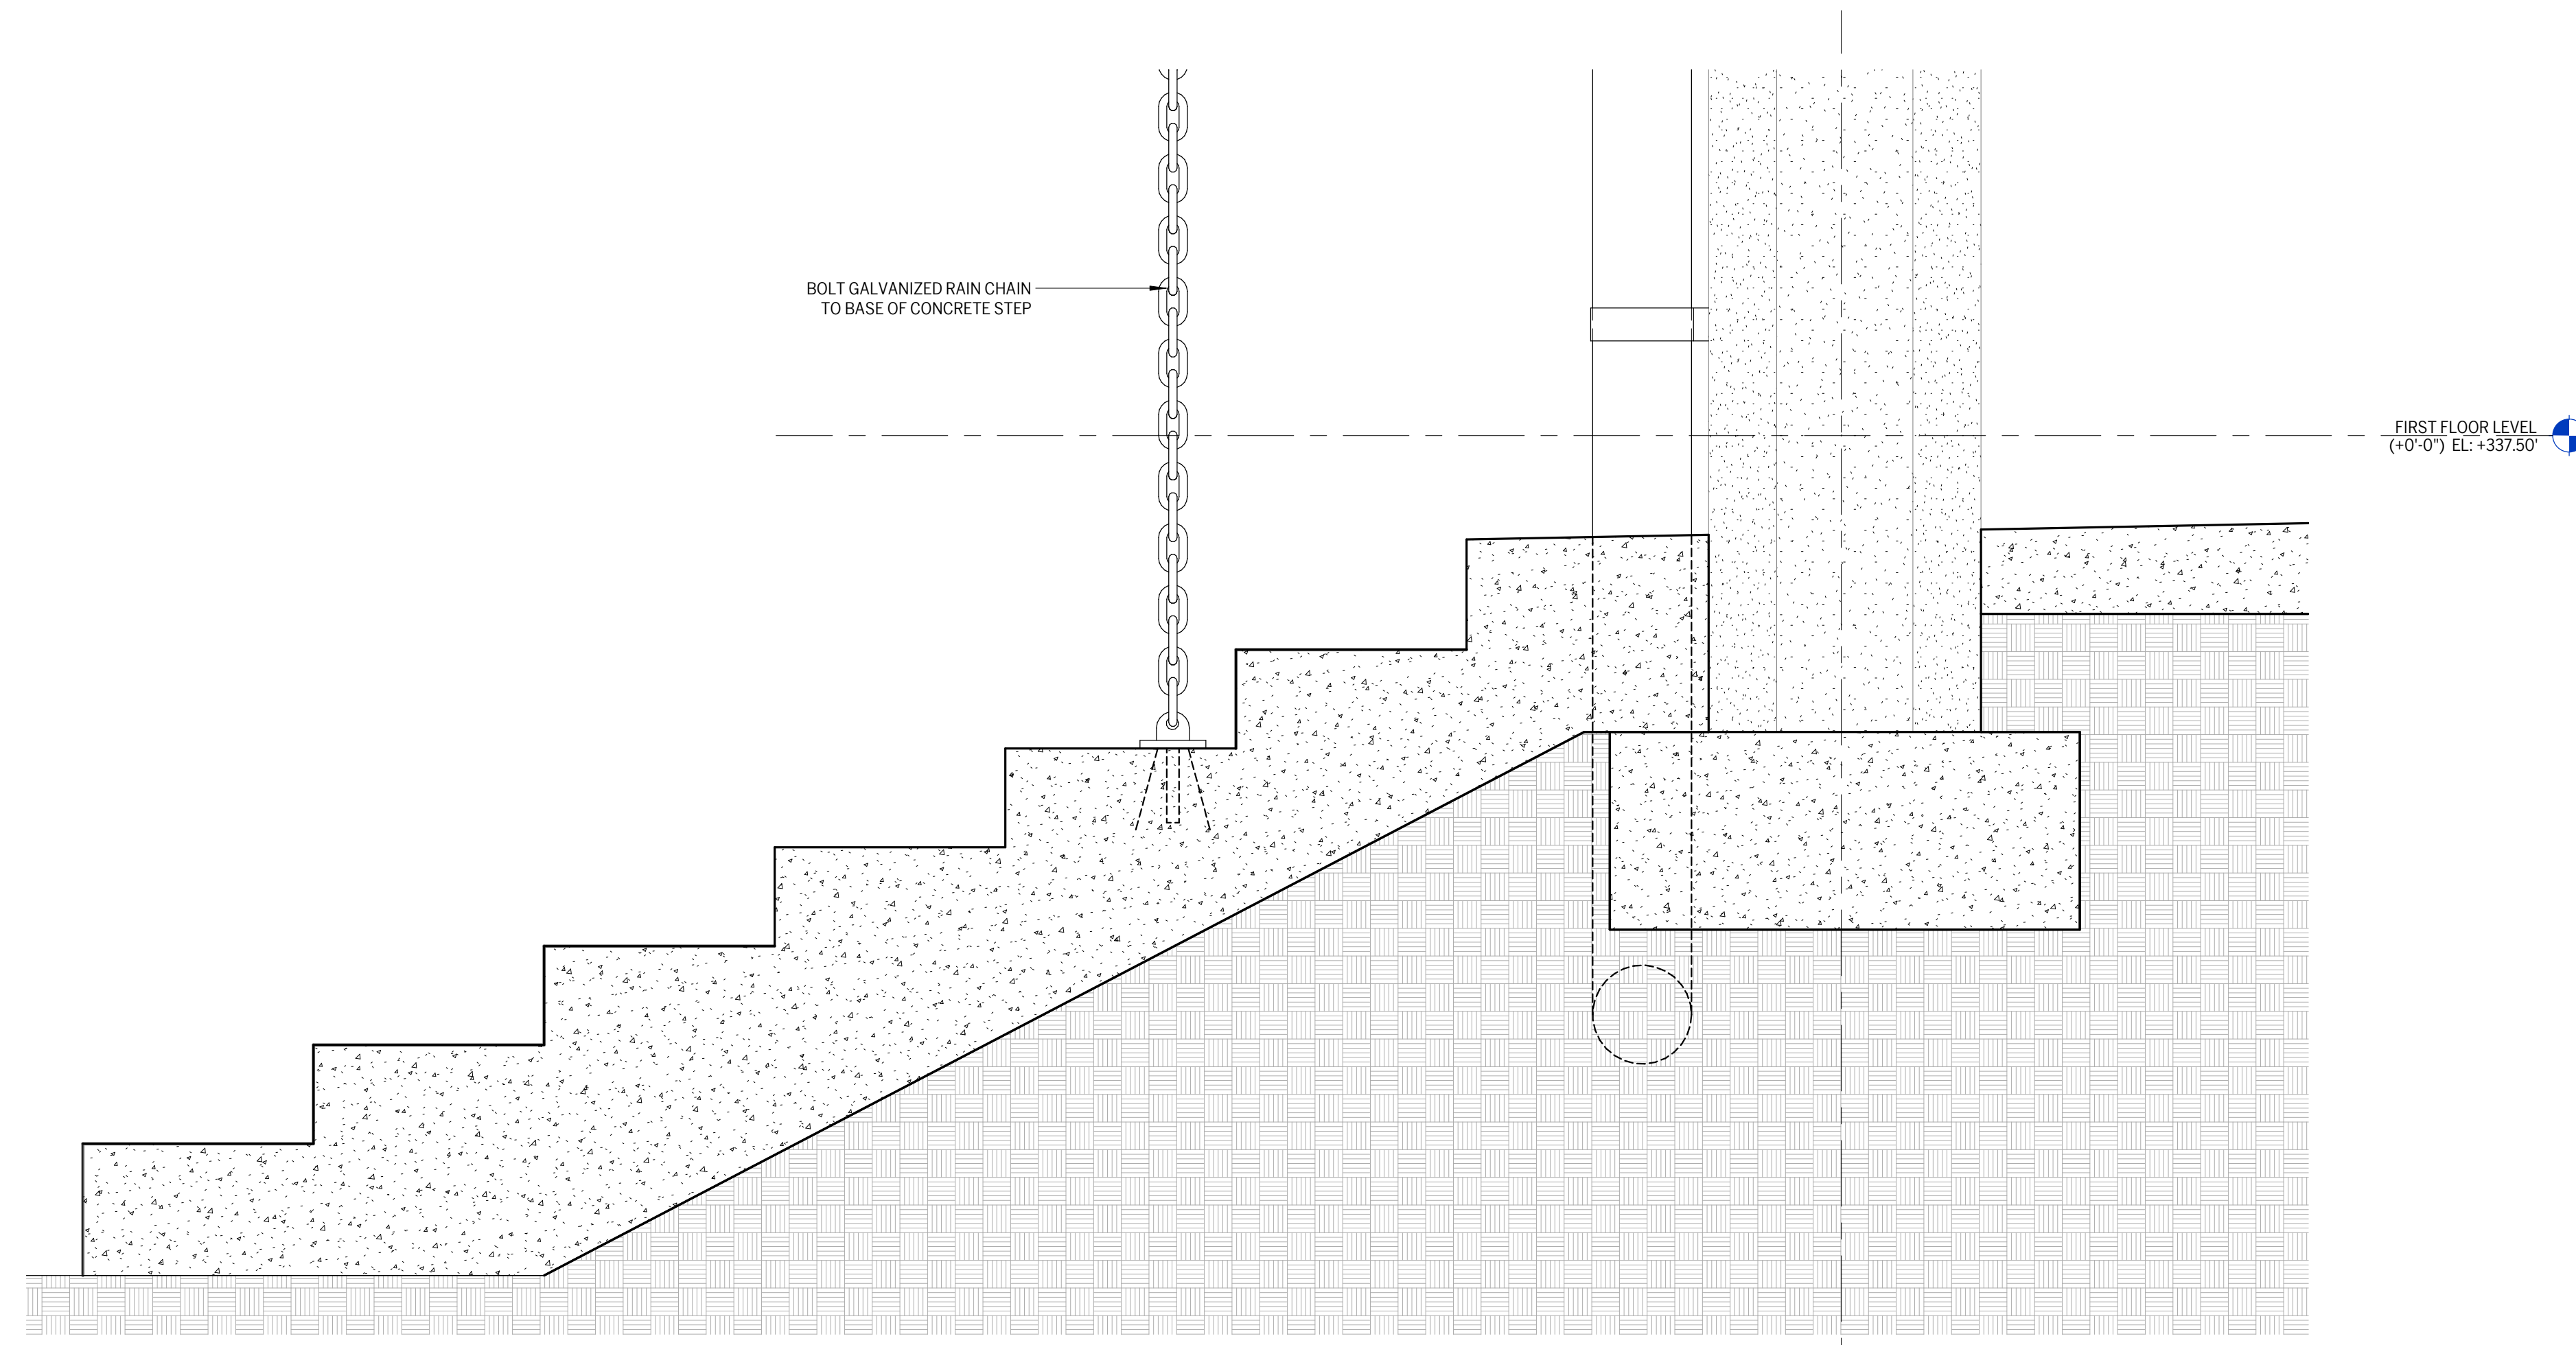 BOLT GALVANIZED RAIN CHAIN
TO BASE OF CONCRETE STEP
FIRST FLOOR LEVEL
(+0'-0") EL: +337.50'